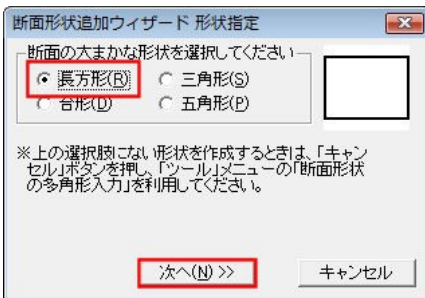 断面形状追加ウィザード 形状指定
断面の大まかな形状を選択してください
長方形(R) 三角形(S)
台形(D) 五角形(P)
※上の選択肢にない形状を作成するときは、「キャン
セル」ボタンを押し、「ツール」メニューの「断面形状
の多角形入力」を利用してください。
次へ(N) >> キャンセル